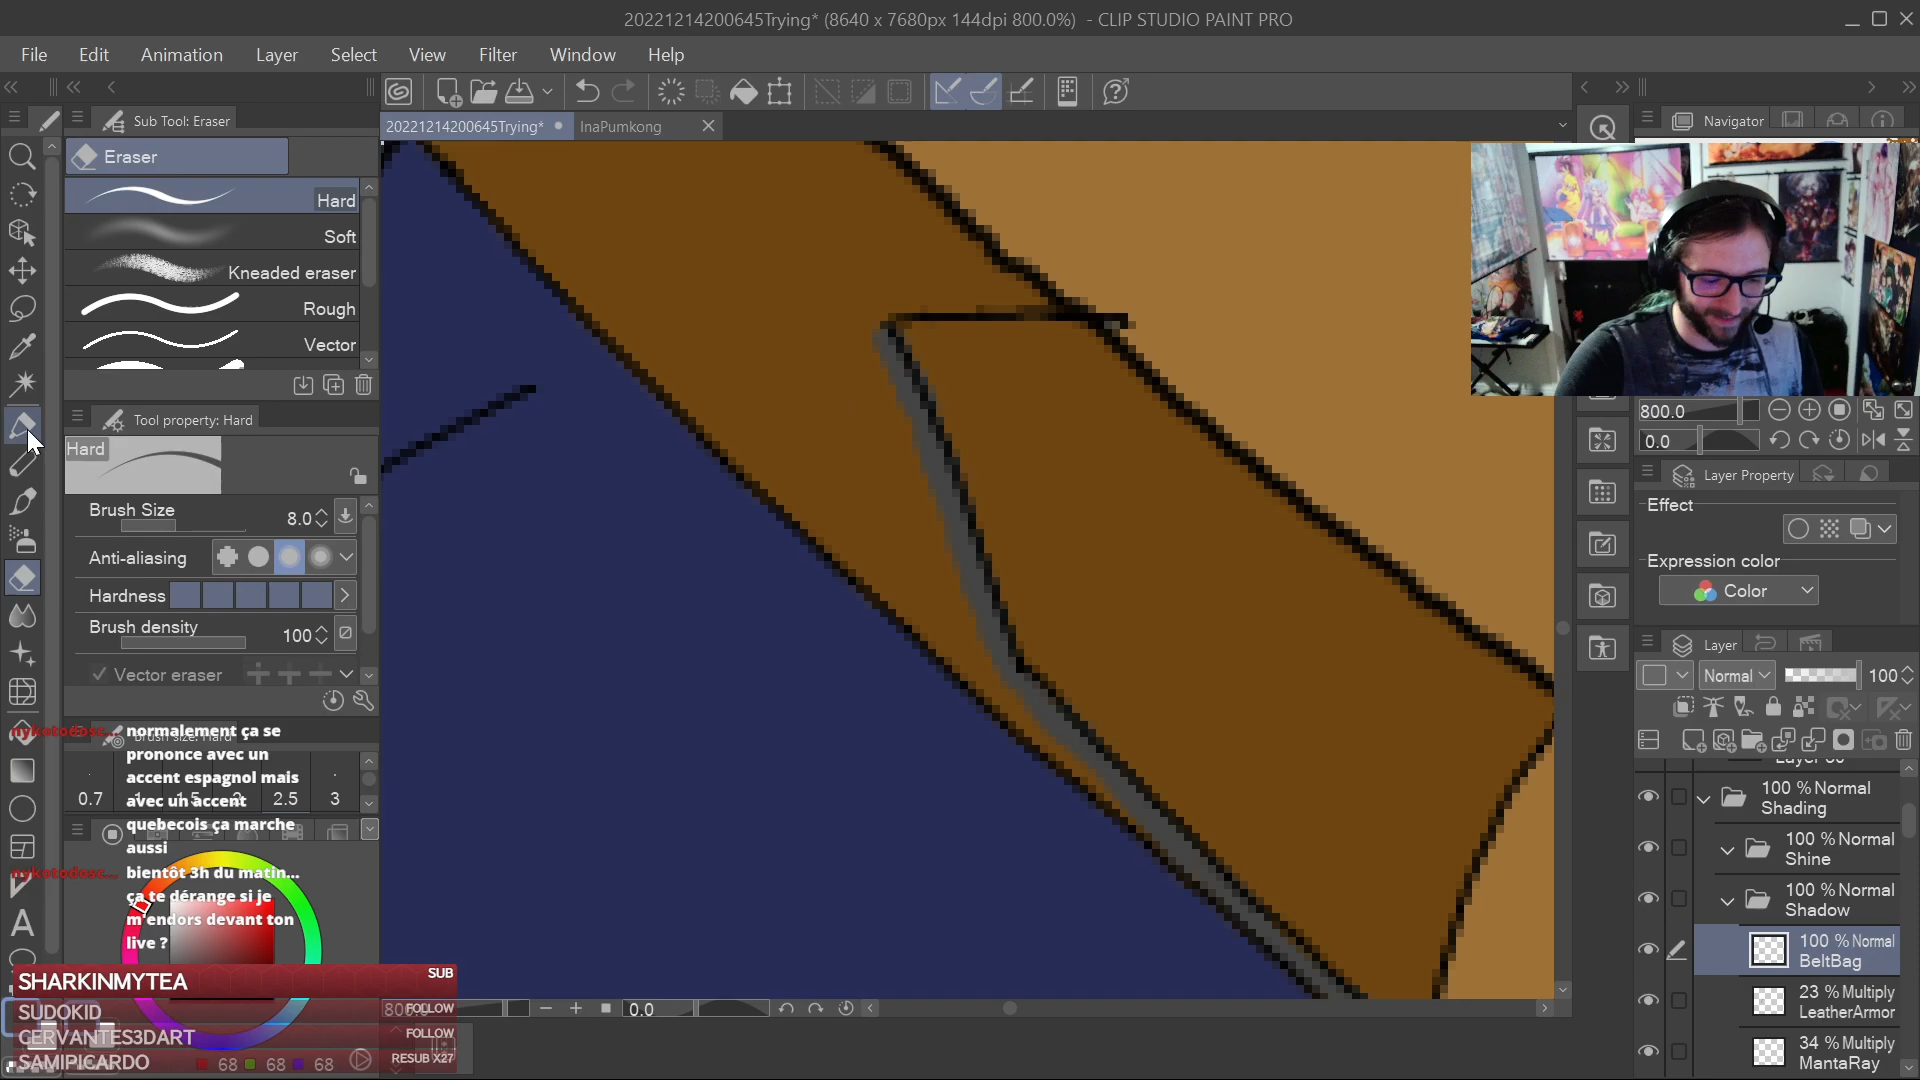 20221214200645Trying* (8640 x 7680px 144dpi 800.0%) - CLIP STUDIO PAINT PRO
File Edit Animation Layer Select View Filter Window Help
Sub Tool: Eraser
20221214200645Trying* InaPumkong
Navigator
Eraser
Hard
Soft
Kneaded eraser
Rough
Vector
Tool property: Hard
Hard
Brush Size 8.0
Anti-aliasing
Hardness
Brush density 100
Vector eraser
normalement ça se
prononce avec un
accent espagnol mais
avec un accent
quebecois ça marche
aussi
bientôt 3h du matin...
ça te dérange si je
m'endors devant ton
live ?
0.7 1 1.5 2 2.5 3
SHARKINMYTEA SUB
SUDOKID FOLLOW
CERVANTES3DART FOLLOW
SAMIPICARDO RESUB X27
68 68 68
0.0
800.0
0.0
Layer Property
Effect
Expression color
Color
Layer
Normal 100
100 % Normal
Shading
100 % Normal
Shine
100 % Normal
Shadow
100 % Normal
BeltBag
23 % Multiply
LeatherArmor
34 % Multiply
MantaRay